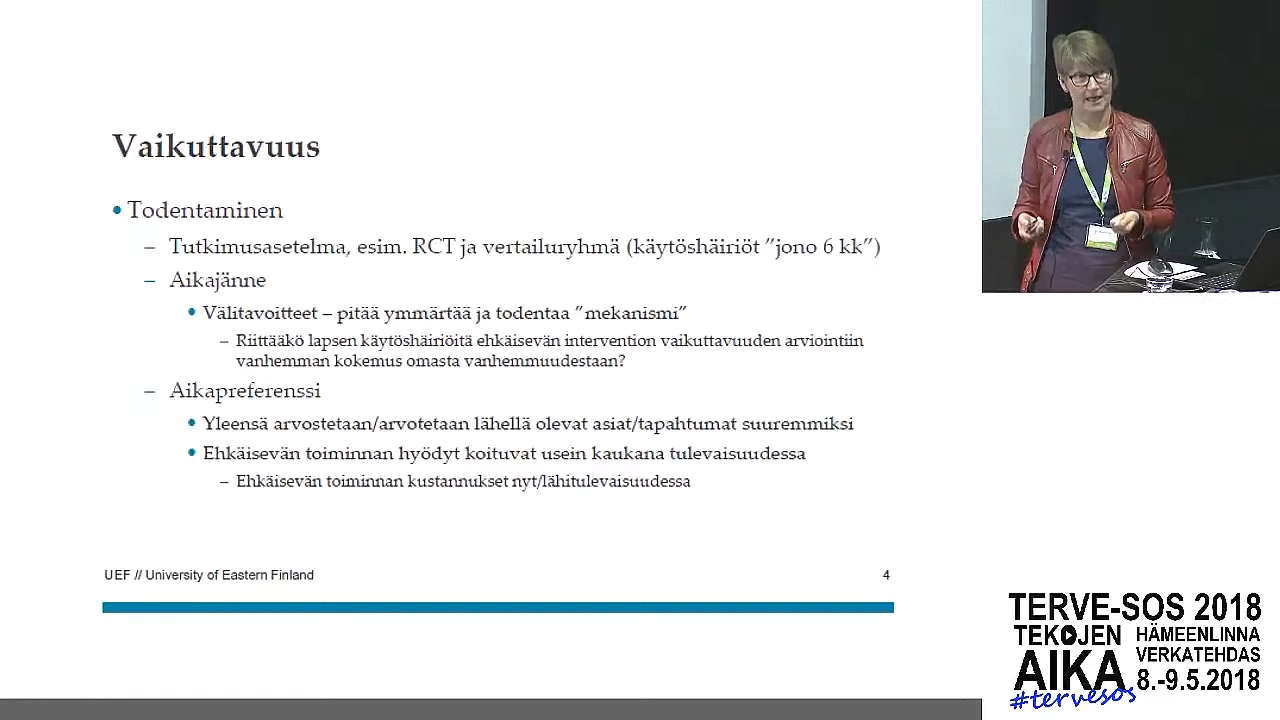 Vaikuttavuus
• Todentaminen
– Tutkimusasetelma, esim. RCT ja vertailuryhmä (käytöshäiriöt ”jono 6 kk”)
– Aikajänne
• Välitavoitteet – pitää ymmärtää ja todentaa ”mekanismi”
– Riittääkö lapsen käytöshäiriöitä ehkäisevän intervention vaikuttavuuden arviointiin
vanhemman kokemus omasta vanhemmuudestaan?
– Aikapreferenssi
• Yleensä arvostetaan/arvotetaan lähellä olevat asiat/tapahtumat suuremmiksi
• Ehkäisevän toiminnan hyödyt koituvat usein kaukana tulevaisuudessa
– Ehkäisevän toiminnan kustannukset nyt/lähitulevaisuudessa
UEF // University of Eastern Finland
4
TERVE-SOS 2018
TEKOJEN
AIKA
HÄMEENLINNA
VERKATEHDAS
8.-9.5.2018
#tervesos